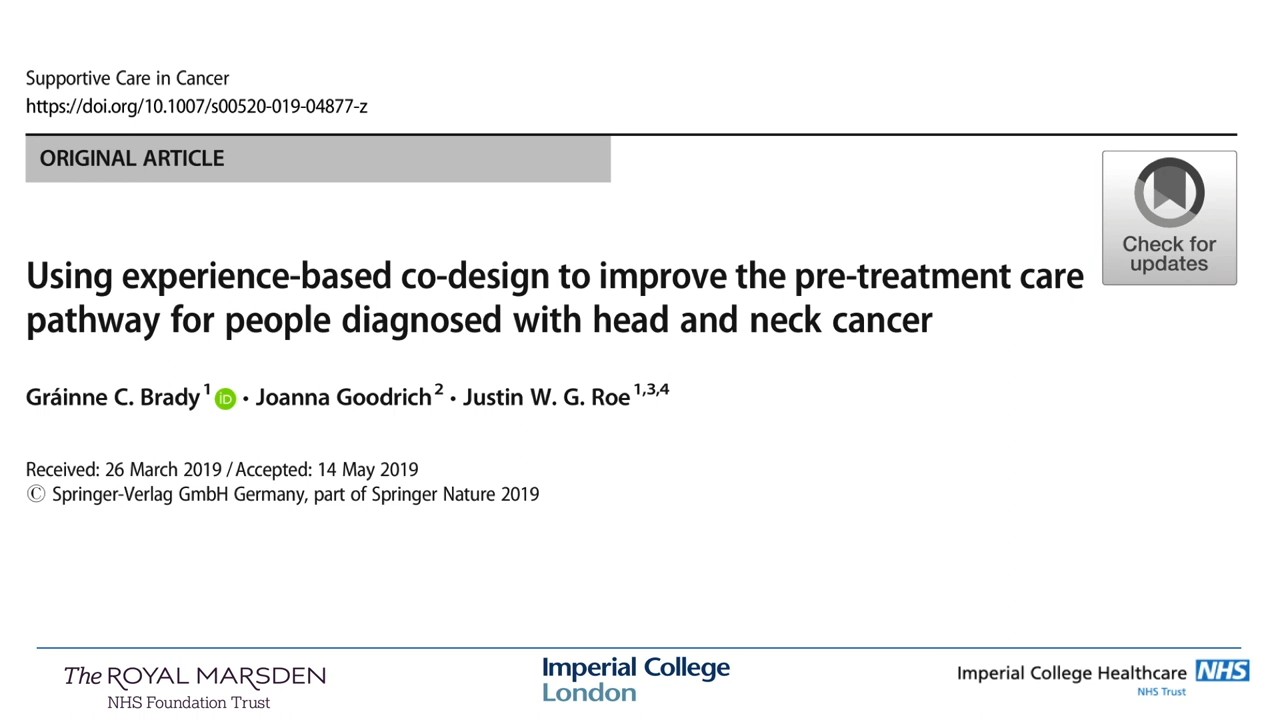 Supportive Care in Cancer
https://doi.org/10.1007/s00520-019-04877-z
ORIGINAL ARTICLE
Check for
updates
Using experience-based co-design to improve the pre-treatment care
pathway for people diagnosed with head and neck cancer
Gráinne C. Brady 1 iD · Joanna Goodrich 2 · Justin W. G. Roe 1,3,4
Received: 26 March 2019 / Accepted: 14 May 2019
© Springer-Verlag GmbH Germany, part of Springer Nature 2019
The ROYAL MARSDEN
NHS Foundation Trust
Imperial College
London
Imperial College Healthcare NHS
NHS Trust